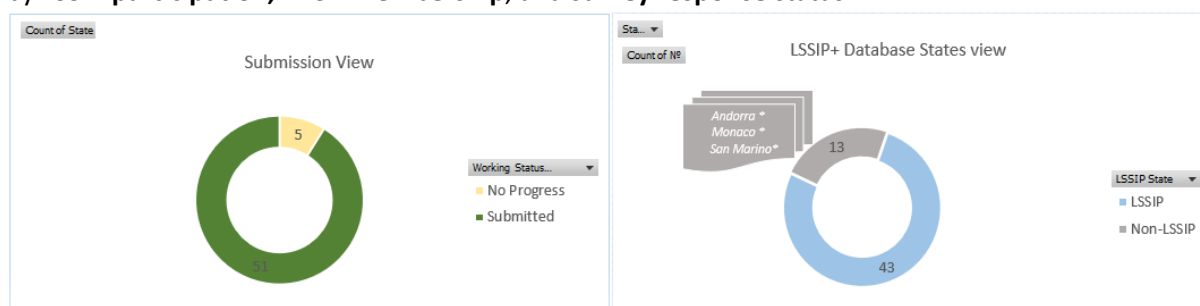 Count of State
Submission View
5
51
Working Status...
No Progress
Submitted
Sta...
Count of Nº
LSSIP+ Database States view
Andorra *
Monaco *
San Marino*
13
43
LSSIP State
LSSIP
Non-LSSIP